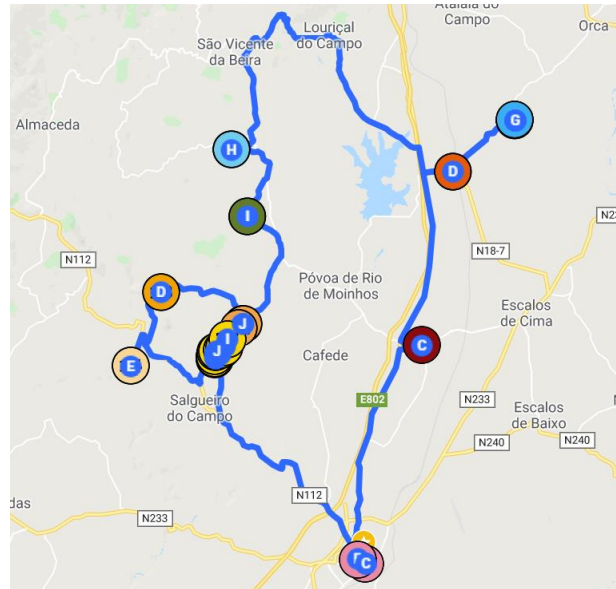 Atalaia do
Campo
Louriçal
do Campo
Orca
São Vicente
da Beira
Almaceda
G
H
D
I
N18-7
N112
Póvoa de Rio
de Moinhos
D
Escalos
de Cima
J
I
J
C
Cafede
E
E802
N233
Salgueiro
do Campo
Escalos
de Baixo
N240
N240
N112
N233
C